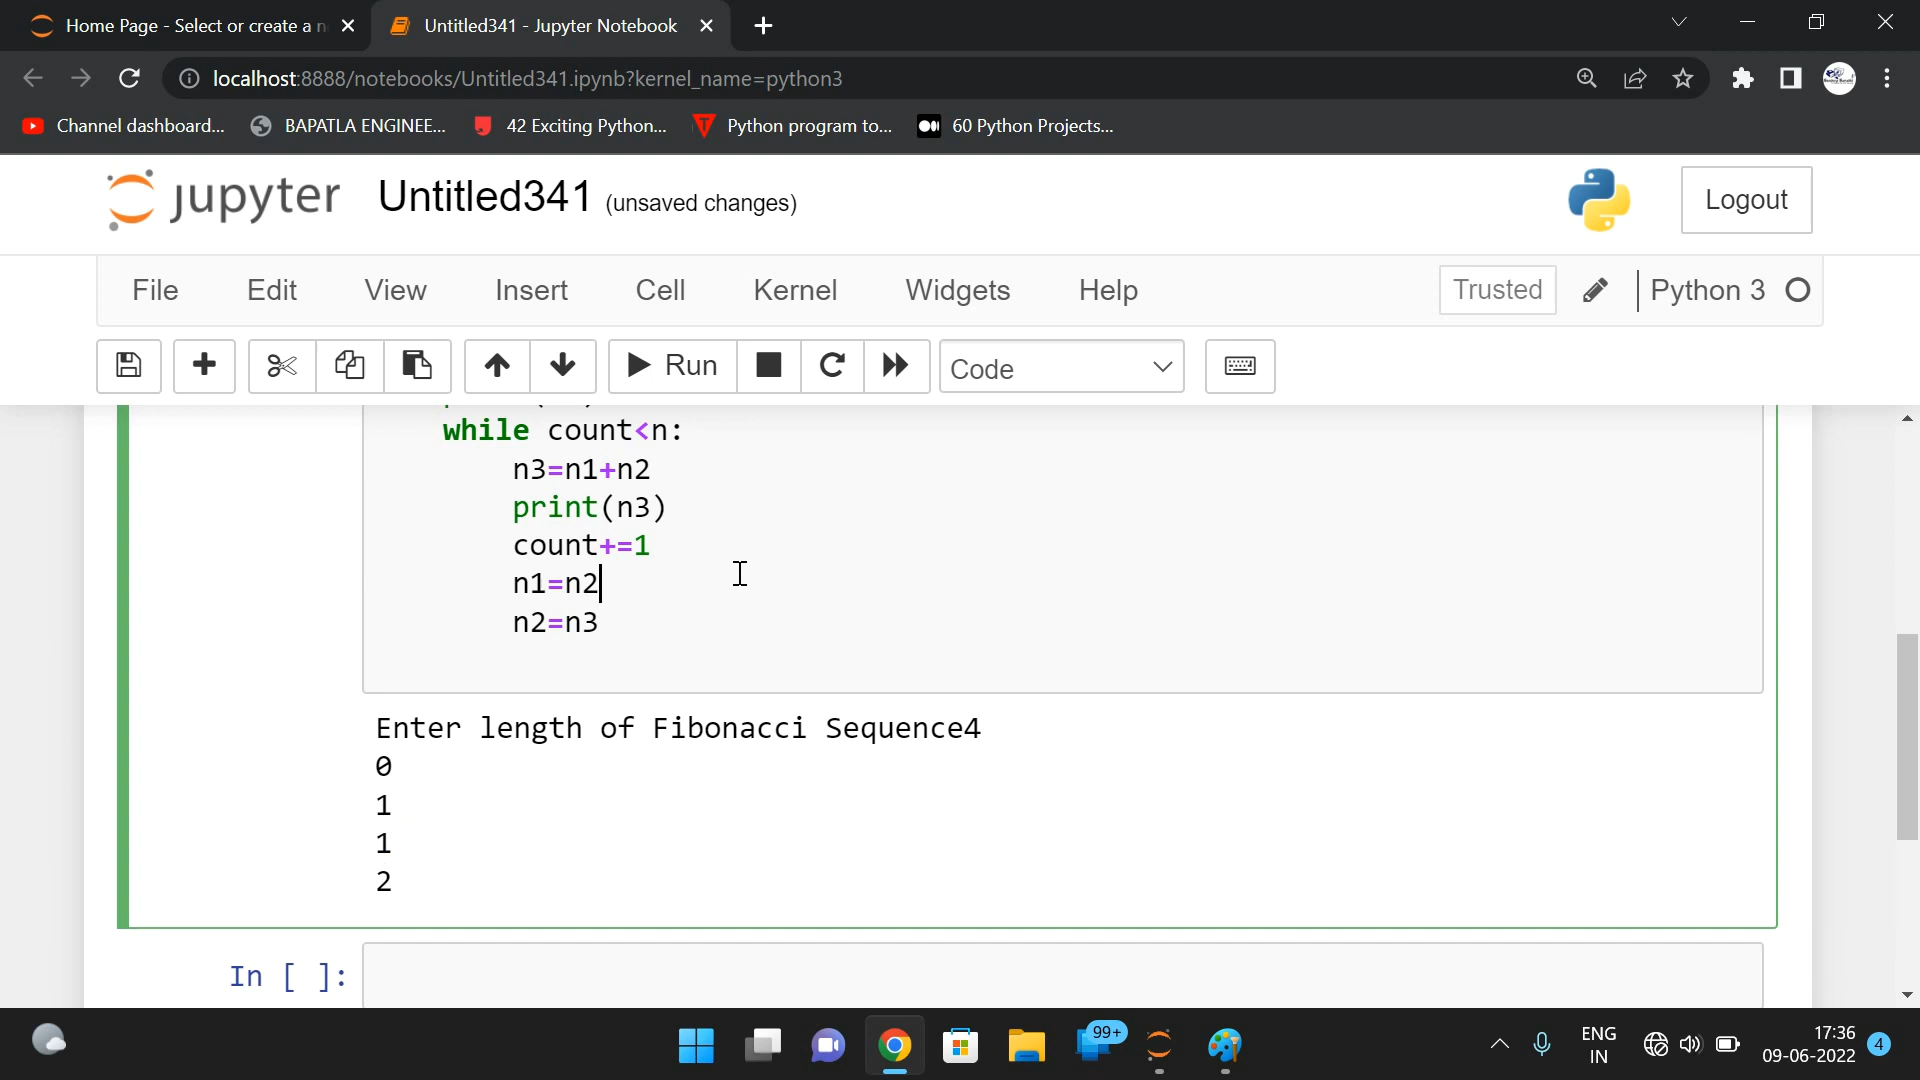 Home Page - Select or create a n
Untitled341 - Jupyter Notebook
localhost:8888/notebooks/Untitled341.ipynb?kernel_name=python3
Channel dashboard...
BAPATLA ENGINEE...
42 Exciting Python...
Python program to...
60 Python Projects...
jupyter
Untitled341 (unsaved changes)
Logout
File
Edit
View
Insert
Cell
Kernel
Widgets
Help
Trusted
Python 3
Run
Code
while count<n:
n3=n1+n2
print(n3)
count+=1
n1=n2
n2=n3
Enter length of Fibonacci Sequence4
0
1
1
2
In [ ]:
99+
ENG
IN
17:36
09-06-2022
4